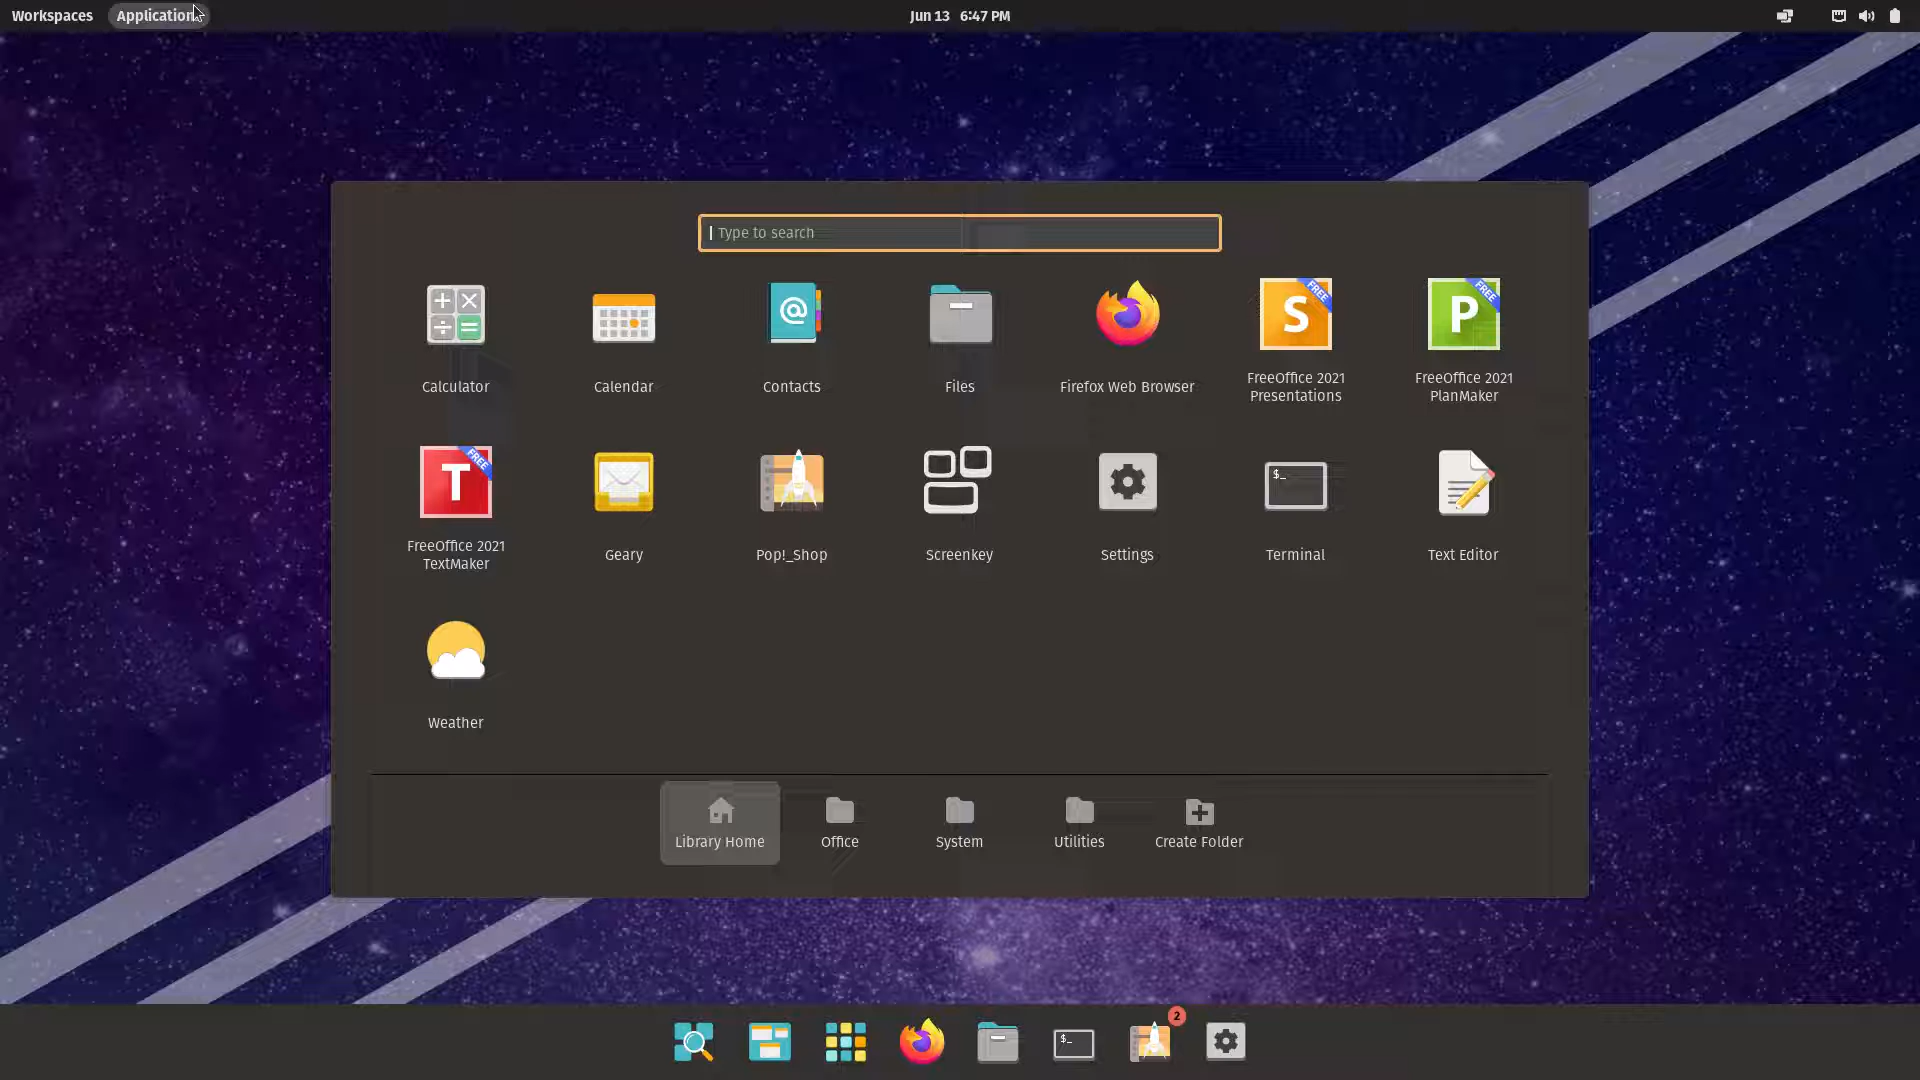 Workspaces Application Jun 13 6:47 PM
Type to search
Calculator Calendar Contacts Files Firefox Web Browser FreeOffice 2021 Presentations FreeOffice 2021 PlanMaker
S FREE P FREE
T FREE $_
FreeOffice 2021 TextMaker Geary Pop!_Shop Screenkey Settings Terminal Text Editor
Weather
Library Home Office System Utilities Create Folder
$_ 2